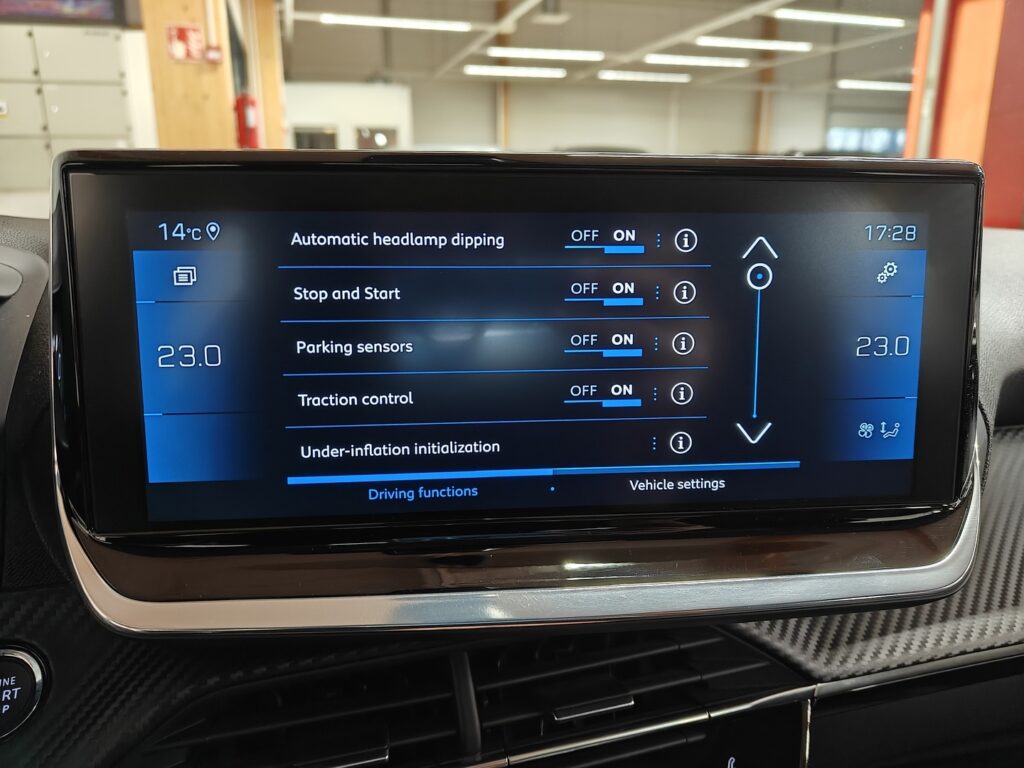 14°C
17:28
Automatic headlamp dipping OFF ON
Stop and Start OFF ON
23.0
Parking sensors OFF ON
23.0
Traction control OFF ON
Under-inflation initialization
Driving functions
Vehicle settings